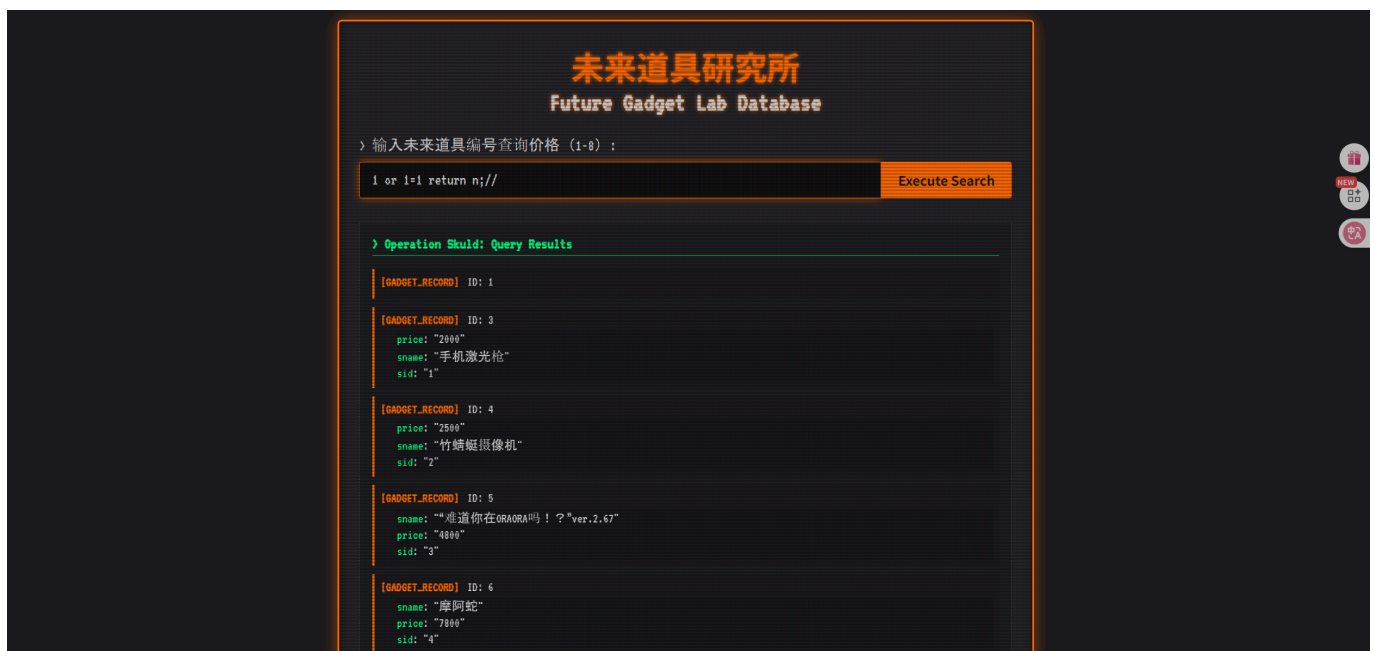 未来道具研究所
Future Gadget Lab Database
> 输入未来道具编号查询价格（1-8）:
1 or 1=1 return n;//
Execute Search
NEW
> Operation Skuld: Query Results
[GADGET_RECORD] ID: 1
[GADGET_RECORD] ID: 3
price: "2000"
sname: "手机激光枪"
sid: "1"
[GADGET_RECORD] ID: 4
price: "2500"
sname: "竹蜻蜓摄像机"
sid: "2"
[GADGET_RECORD] ID: 5
sname: "“难道你在ORAORA吗！？”ver.2.67"
price: "4800"
sid: "3"
[GADGET_RECORD] ID: 6
sname: "摩阿蛇"
price: "7800"
sid: "4"